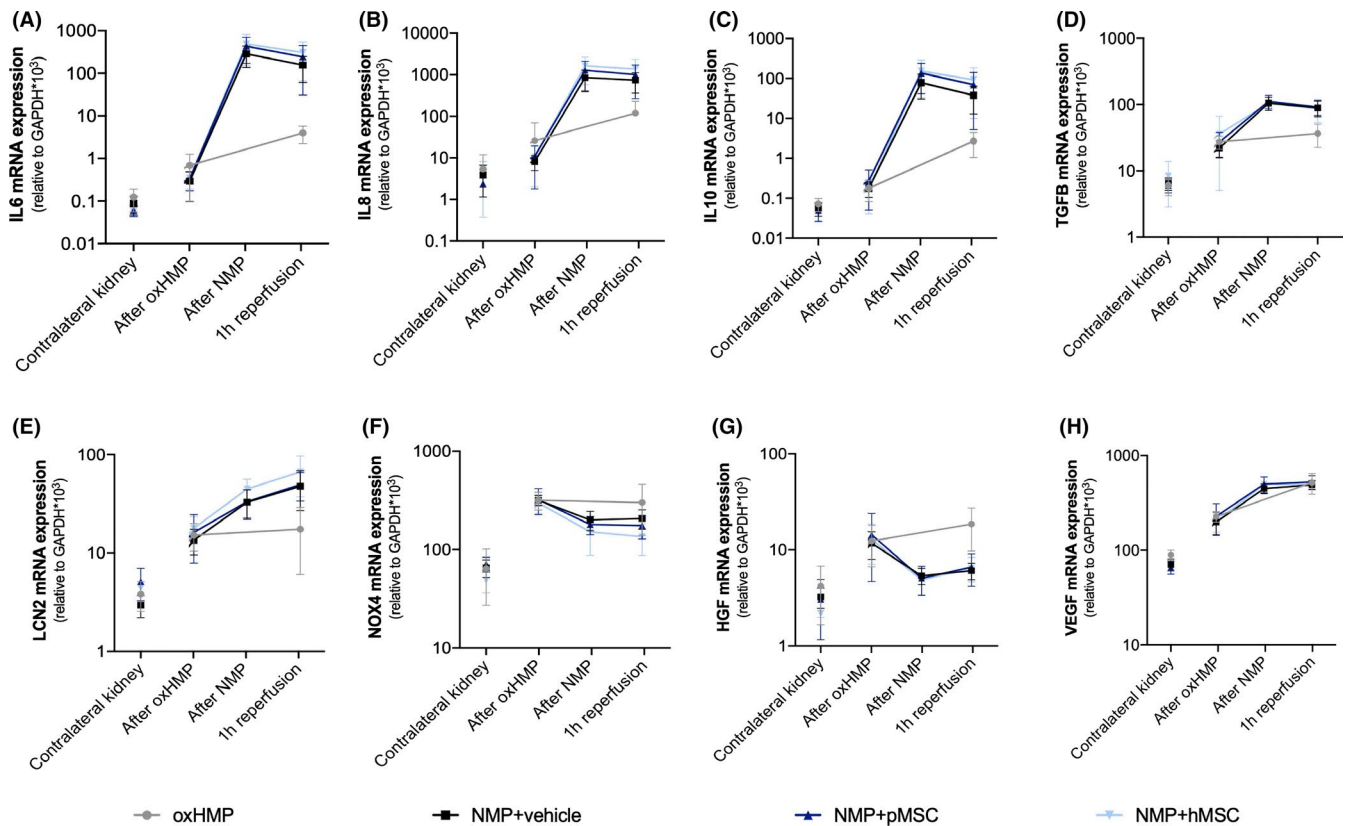 (A)
IL6 mRNA expression
(relative to GAPDH*10³)
1000
100
10
1
0.1
0.01
Contralateral kidney
After oxHMP
After NMP
1h reperfusion
(B)
IL8 mRNA expression
(relative to GAPDH*10³)
10000
1000
100
10
1
0.1
Contralateral kidney
After oxHMP
After NMP
1h reperfusion
(C)
IL10 mRNA expression
(relative to GAPDH*10³)
1000
100
10
1
0.1
0.01
Contralateral kidney
After oxHMP
After NMP
1h reperfusion
(D)
TGFB mRNA expression
(relative to GAPDH*10³)
1000
100
10
1
Contralateral kidney
After oxHMP
After NMP
1h reperfusion
(E)
LCN2 mRNA expression
(relative to GAPDH*10³)
100
10
1
Contralateral kidney
After oxHMP
After NMP
1h reperfusion
(F)
NOX4 mRNA expression
(relative to GAPDH*10³)
1000
100
10
Contralateral kidney
After oxHMP
After NMP
1h reperfusion
(G)
HGF mRNA expression
(relative to GAPDH*10³)
100
10
1
Contralateral kidney
After oxHMP
After NMP
1h reperfusion
(H)
VEGF mRNA expression
(relative to GAPDH*10³)
1000
100
10
Contralateral kidney
After oxHMP
After NMP
1h reperfusion
oxHMP
NMP+vehicle
NMP+pMSC
NMP+hMSC